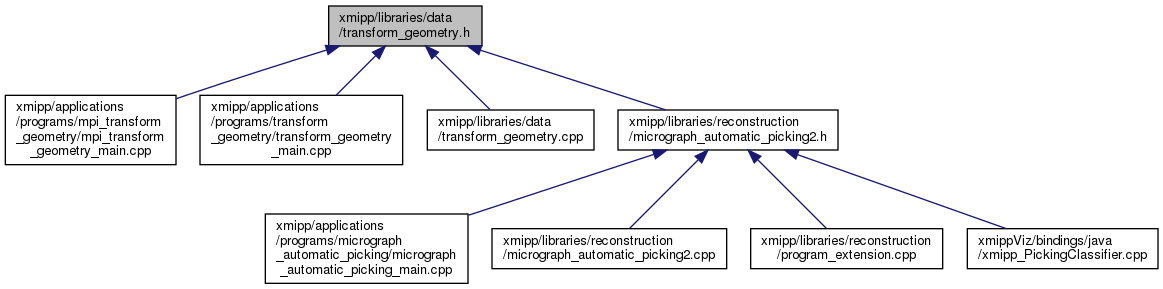 xmipp/libraries/data
/transform_geometry.h
xmipp/applications
/programs/mpi_transform
_geometry/mpi_transform
_geometry_main.cpp
xmipp/applications
/programs/transform
_geometry/transform_geometry
_main.cpp
xmipp/libraries/data
/transform_geometry.cpp
xmipp/libraries/reconstruction
/micrograph_automatic_picking2.h
xmipp/applications
/programs/micrograph
_automatic_picking/micrograph
_automatic_picking_main.cpp
xmipp/libraries/reconstruction
/micrograph_automatic_picking2.cpp
xmipp/libraries/reconstruction
/program_extension.cpp
xmippViz/bindings/java
/xmipp_PickingClassifier.cpp